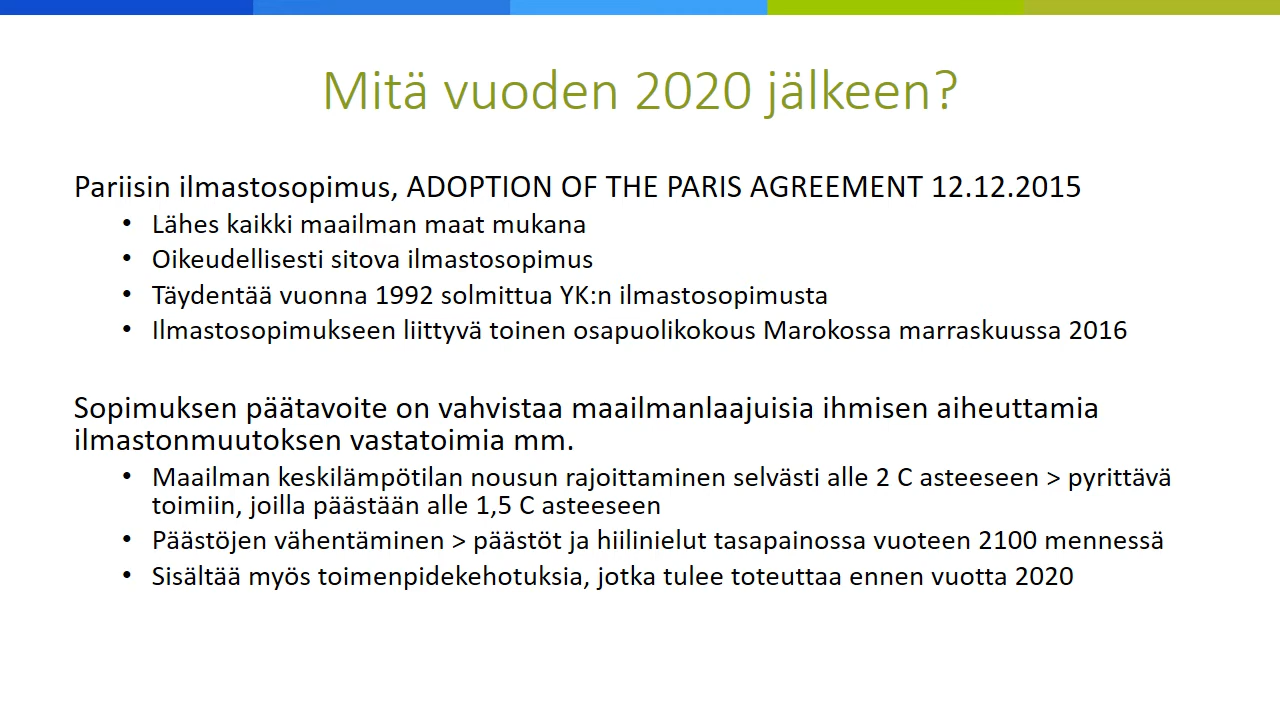 Mitä vuoden 2020 jälkeen?
Pariisin ilmastosopimus, ADOPTION OF THE PARIS AGREEMENT 12.12.2015
• Lähes kaikki maailman maat mukana
• Oikeudellisesti sitova ilmastosopimus
• Täydentää vuonna 1992 solmittua YK:n ilmastosopimusta
• Ilmastosopimukseen liittyvä toinen osapuolikokous Marokossa marraskuussa 2016
Sopimuksen päätavoite on vahvistaa maailmanlaajuisia ihmisen aiheuttamia
ilmastonmuutoksen vastatoimia mm.
• Maailman keskilämpötilan nousun rajoittaminen selvästi alle 2 C asteeseen > pyrittävä
toimiin, joilla päästään alle 1,5 C asteeseen
• Päästöjen vähentäminen > päästöt ja hiilinielut tasapainossa vuoteen 2100 mennessä
• Sisältää myös toimenpidekehotuksia, jotka tulee toteuttaa ennen vuotta 2020